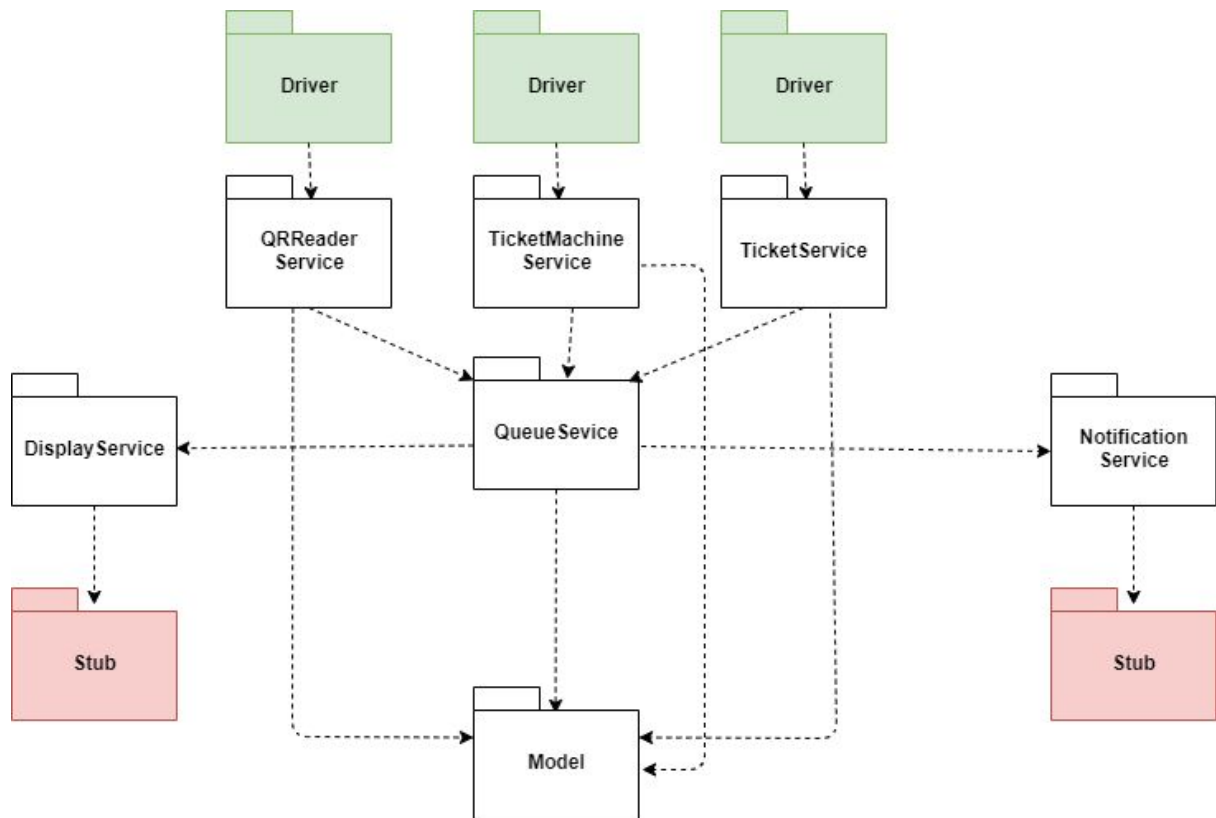 Driver
Driver
Driver
QRReader
Service
TicketMachine
Service
TicketService
DisplayService
QueueSevice
Notification
Service
Stub
Stub
Model